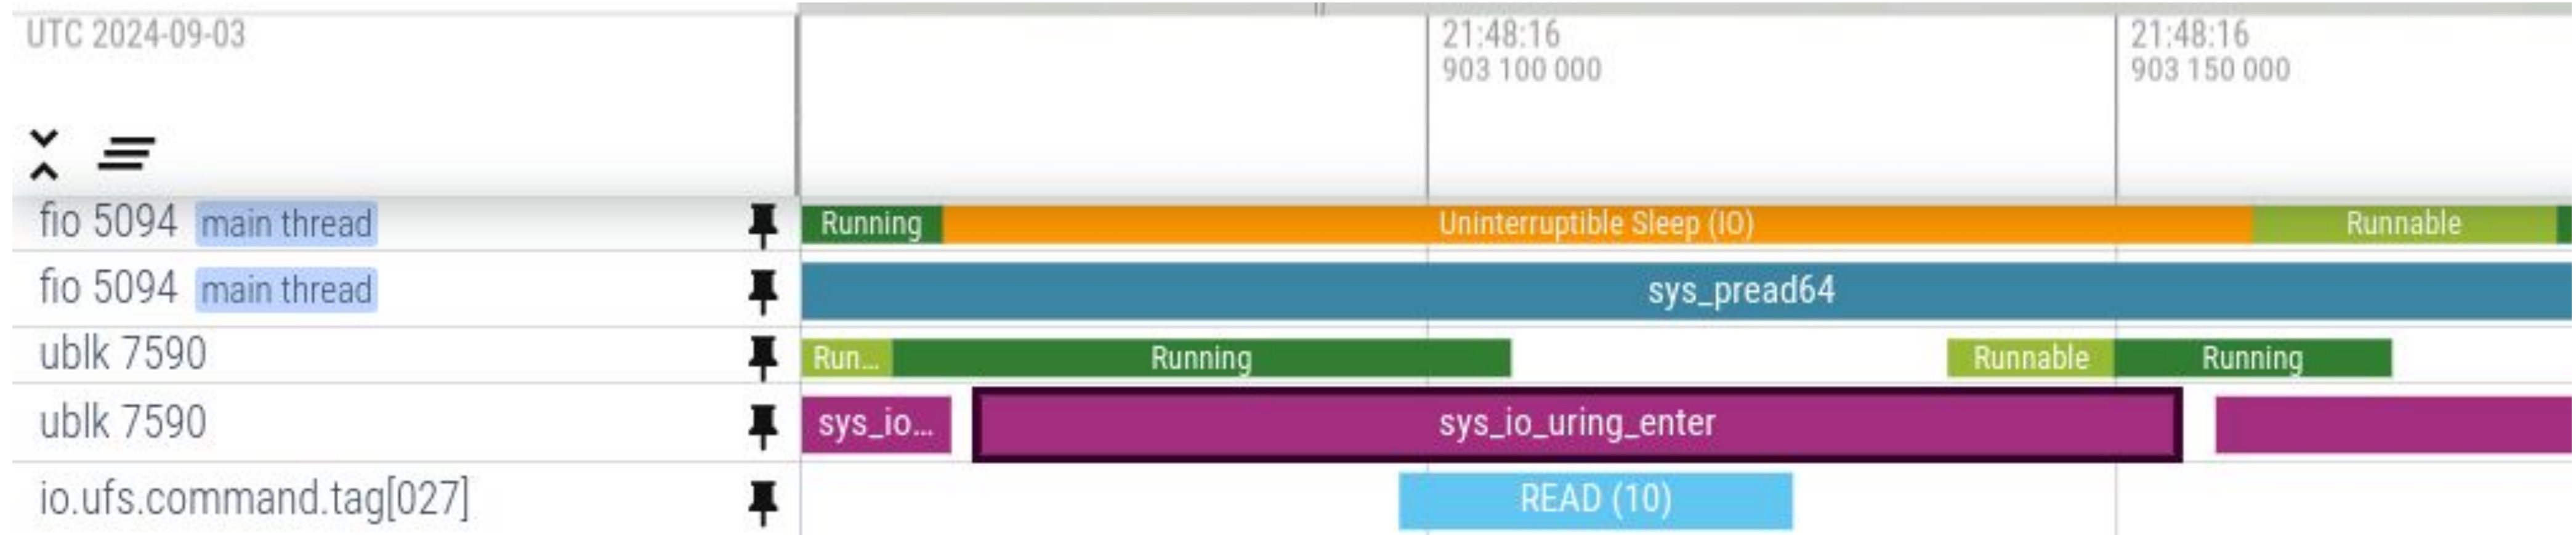 UTC 2024-09-03
21:48:16
903 100 000
21:48:16
903 150 000
fio 5094 main thread
Running
Uninterruptible Sleep (IO)
Runnable
fio 5094 main thread
sys_pread64
ublk 7590
Run...
Running
Runnable
Running
ublk 7590
sys_io...
sys_io_uring_enter
io.ufs.command.tag[027]
READ (10)